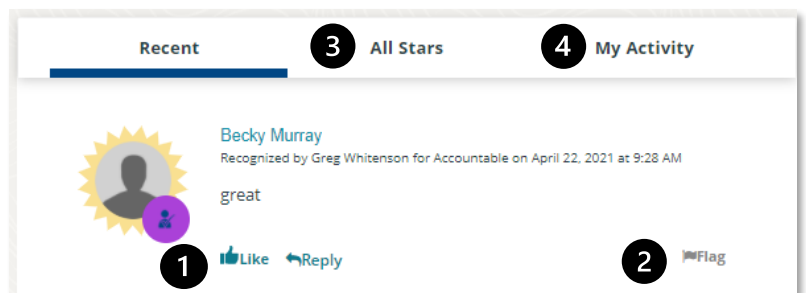 Recent 3 All Stars 4 My Activity
Becky Murray
Recognized by Greg Whitenson for Accountable on April 22, 2021 at 9:28 AM
great
1 Like Reply 2 Flag